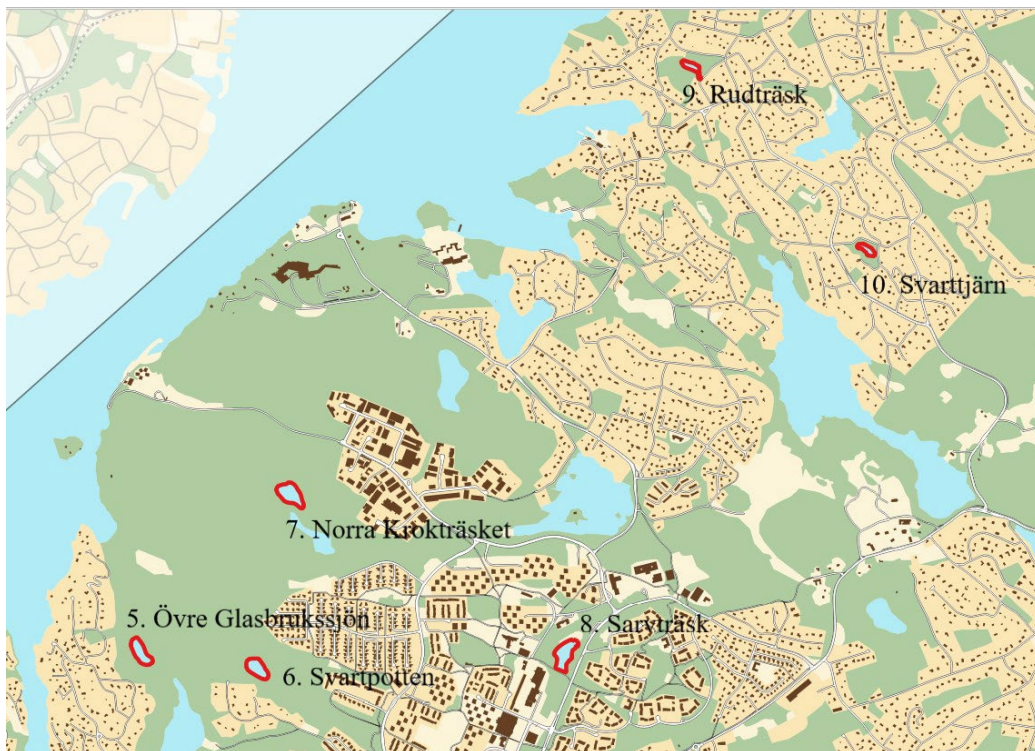 9. Rudträsk
10. Svarttjärn
7. Norra Krokträsket
5. Övre Glasbrukssjön
8. Sarvträsk
6. Svartpotten